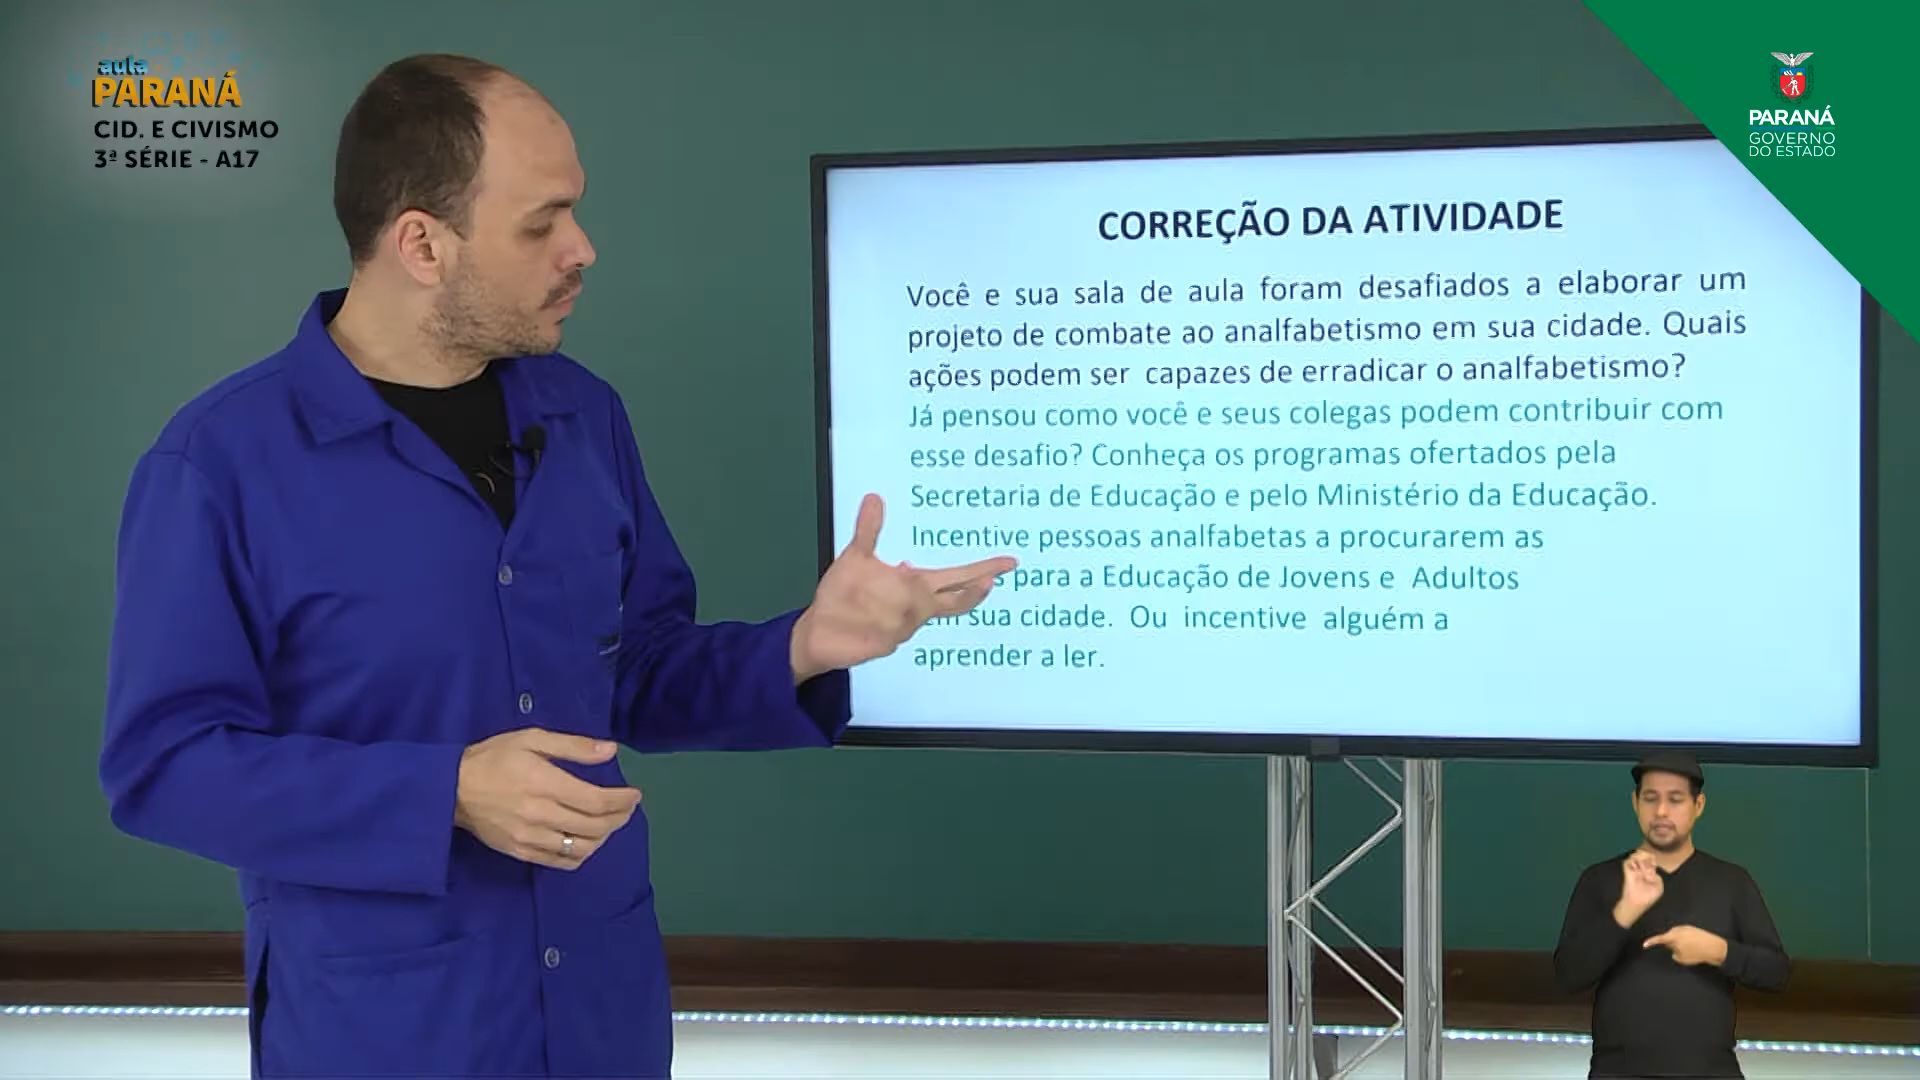 aula
PARANÁ
CID. E CIVISMO
3ª SÉRIE - A17
PARANÁ
GOVERNO
DO ESTADO
CORREÇÃO DA ATIVIDADE
Você e sua sala de aula foram desafiados a elaborar um
projeto de combate ao analfabetismo em sua cidade. Quais
ações podem ser capazes de erradicar o analfabetismo?
Já pensou como você e seus colegas podem contribuir com
esse desafio? Conheça os programas ofertados pela
Secretaria de Educação e pelo Ministério da Educação.
Incentive pessoas analfabetas a procurarem as
para a Educação de Jovens e Adultos
sua cidade. Ou incentive alguém a
aprender a ler.